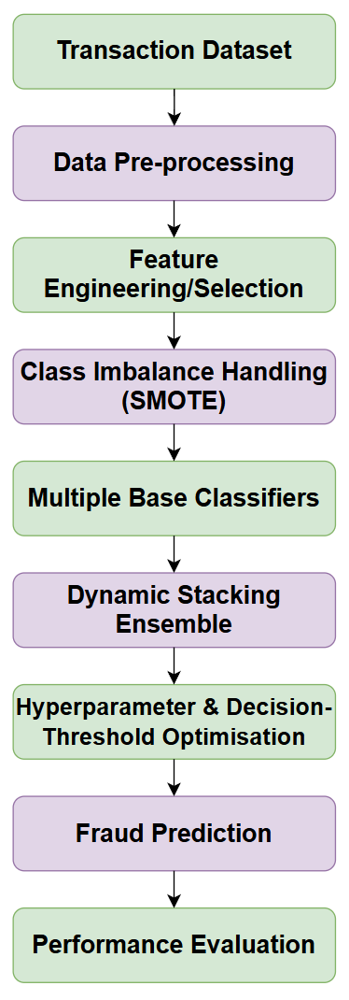 Transaction Dataset
Data Pre-processing
Feature
Engineering/Selection
Class Imbalance Handling
(SMOTE)
Multiple Base Classifiers
Dynamic Stacking
Ensemble
Hyperparameter & Decision-
Threshold Optimisation
Fraud Prediction
Performance Evaluation